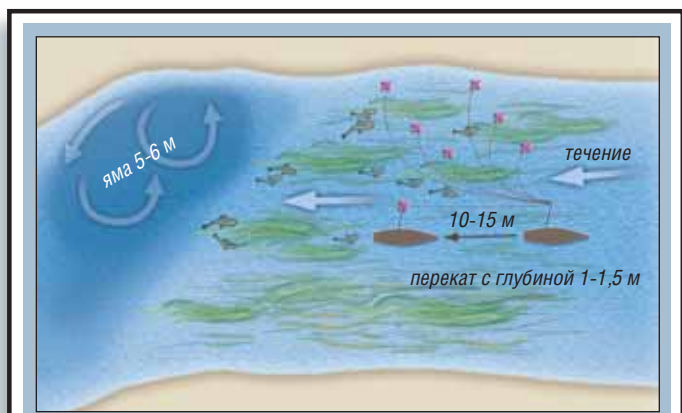 яма 5-6 м
течение
10-15 м
перекат с глубиной 1-1,5 м